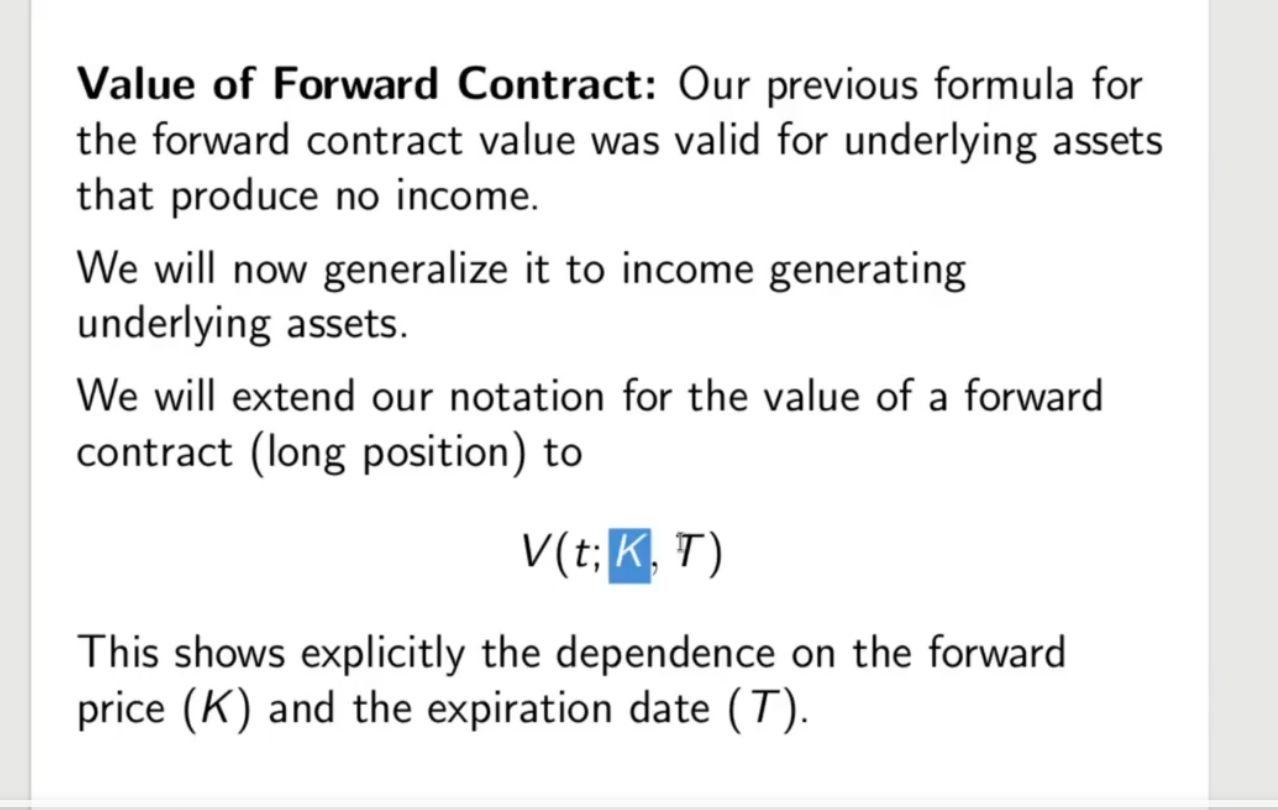 Value of Forward Contract: Our previous formula for
the forward contract value was valid for underlying assets
that produce no income.
We will now generalize it to income generating
underlying assets.
We will extend our notation for the value of a forward
contract (long position) to
V(t; K, T)
This shows explicitly the dependence on the forward
price (K) and the expiration date (T).